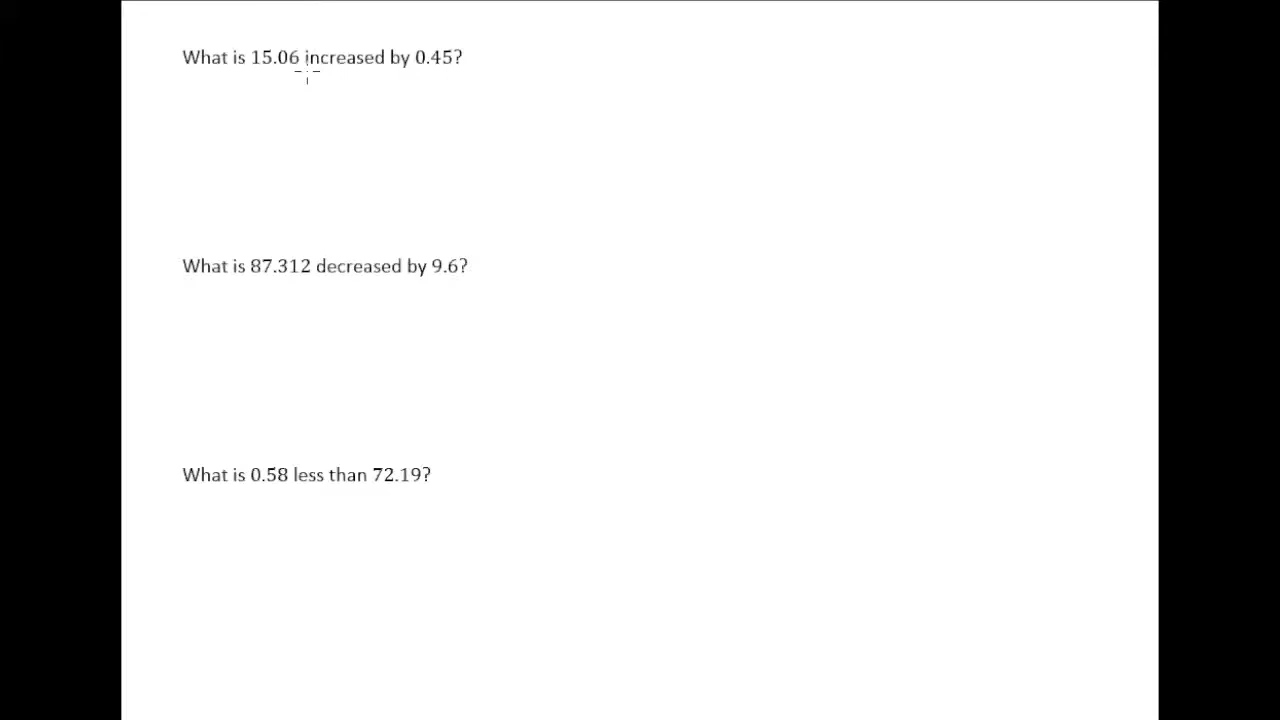 What is 15.06 increased by 0.45?
What is 87.312 decreased by 9.6?
What is 0.58 less than 72.19?